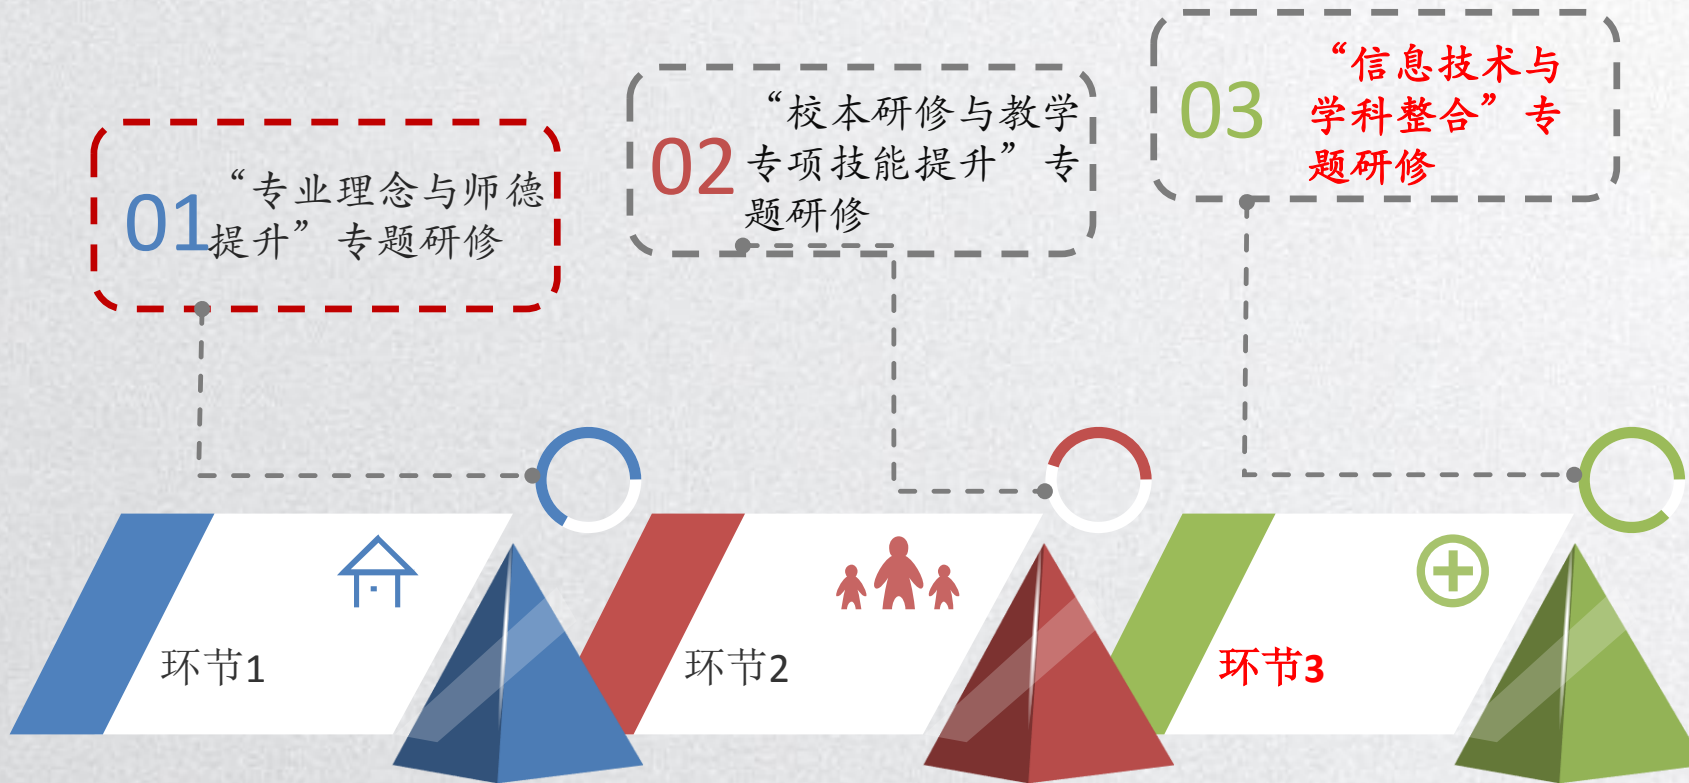 01
“专业理念与师德
提升”专题研修
02
“校本研修与教学
专项技能提升”专
题研修
03
“信息技术与
学科整合”专
题研修
环节1
环节2
环节3